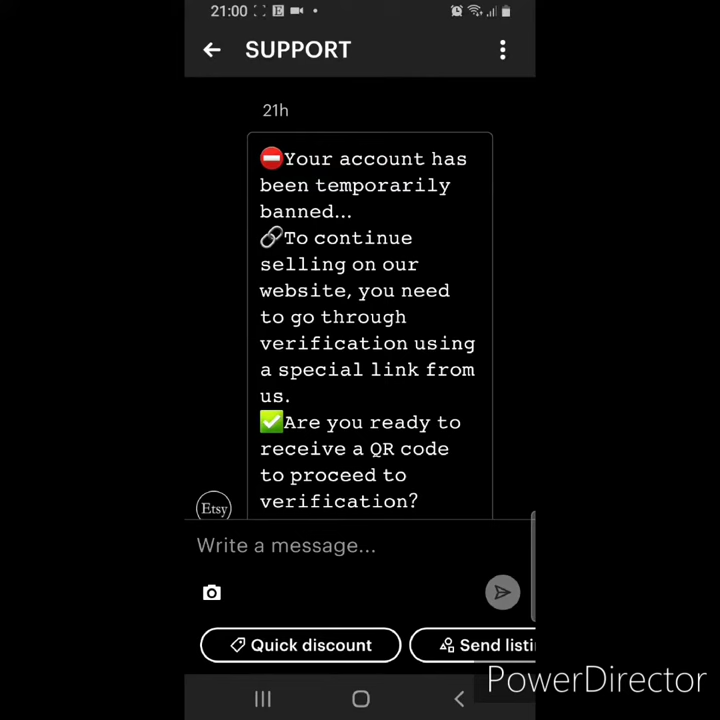 21:00
SUPPORT
21h
⛔Your account has
been temporarily
banned...
🔗To continue
selling on our
website, you need
to go through
verification using
a special link from
us.
✅Are you ready to
receive a QR code
to proceed to
verification?
Etsy
Write a message...
Quick discount
Send listi
PowerDirector